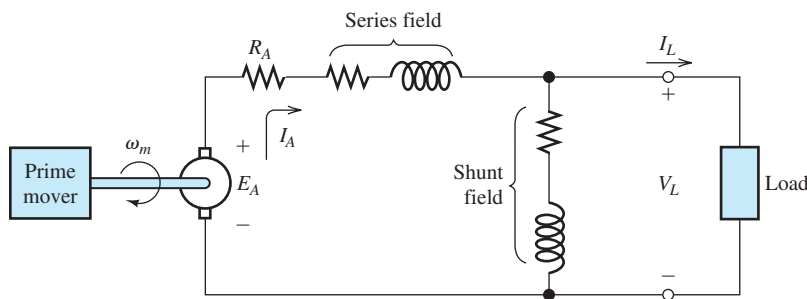 Series field
R_A
I_L
+
I_A
ω_m
+
Prime
mover
E_A
Shunt
field
V_L
Load
−
−